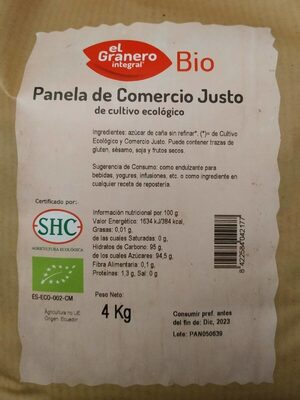 el
Granero
integral
Bio
Panela de Comercio Justo
de cultivo ecológico
Ingredientes: azúcar de caña sin refinar*. (*)= de Cultivo
Ecológico y Comercio Justo. Puede contener trazas de
gluten, sésamo, soja y frutos secos.
Sugerencia de Consumo: como endulzante para
bebidas, yogures, infusiones, etc. o como ingrediente en
cualquier receta de repostería.
Certificado por:
SHC
AGRICULTURA ECOLÓGICA
Información nutricional por 100 g
Valor energético: 1634 kJ/384 kcal,
Grasas: 0,01 g,
de las cuales Saturadas: 0 g,
Hidratos de Carbono: 95 g,
de los cuales Azúcares: 94,5 g,
Fibra Alimentaria: 0,1 g,
Proteínas: 1,3 g, Sal: 0 g
8422584042177
ES-ECO-002-CM
Agricultura no UE
Origen: Ecuador
Peso Neto:
4 Kg
Consumir pref. antes
del fin de: Dic, 2023
Lote: PAN050639